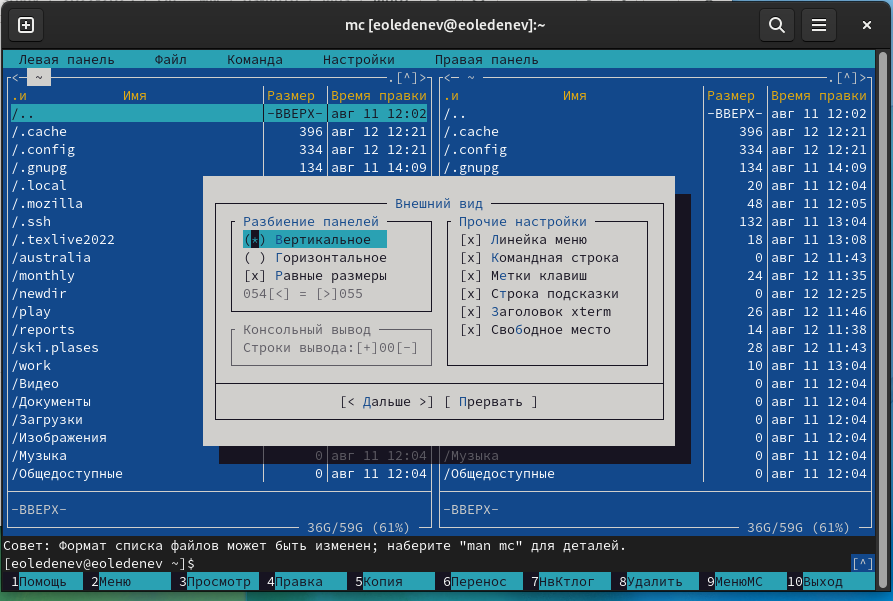 mc [eoledenev@eoledenev]:~
Левая панель Файл Команда Настройки Правая панель
<─ ~ .[^]> <─ ~ .[^]>
.и Имя Размер Время правки .и Имя Размер Время правки
/.. -ВВЕРХ- авг 11 12:02 /.. -ВВЕРХ- авг 11 12:02
/.cache 396 авг 12 12:21 /.cache 396 авг 12 12:21
/.config 334 авг 12 12:21 /.config 334 авг 12 12:21
/.gnupg 134 авг 11 14:09 /.gnupg 134 авг 11 14:09
/.local 20 авг 11 12:04
/.mozilla Внешний вид 48 авг 11 12:05
/.ssh Разбиение панелей Прочие настройки 132 авг 11 13:04
/.texlive2022 (*) Вертикальное [x] Линейка меню 18 авг 11 13:08
/australia ( ) Горизонтальное [x] Командная строка 0 авг 12 11:43
/monthly [x] Равные размеры [x] Метки клавиш 24 авг 12 11:35
/newdir 054[<] = [>]055 [x] Строка подсказки 0 авг 11 12:25
/play [x] Заголовок xterm 26 авг 12 11:46
/reports Консольный вывод [x] Свободное место 14 авг 12 11:38
/ski.plases Строки вывода:[+]00[-] 28 авг 12 11:43
/work 10 авг 11 13:04
/Видео 0 авг 11 12:04
/Документы [< Дальше >] [ Прервать ] 0 авг 11 12:04
/Загрузки 0 авг 11 12:04
/Изображения 0 авг 11 12:04
/Музыка 0 авг 11 12:04 /Музыка 0 авг 11 12:04
/Общедоступные 0 авг 11 12:04 /Общедоступные 0 авг 11 12:04
-ВВЕРХ- -ВВЕРХ-
36G/59G (61%) 36G/59G (61%)
Совет: Формат списка файлов может быть изменен; наберите "man mc" для деталей.
[eoledenev@eoledenev ~]$ [^]
1Помощь 2Меню 3Просмотр 4Правка 5Копия 6Перенос 7НвКтлог 8Удалить 9МенюМС 10Выход